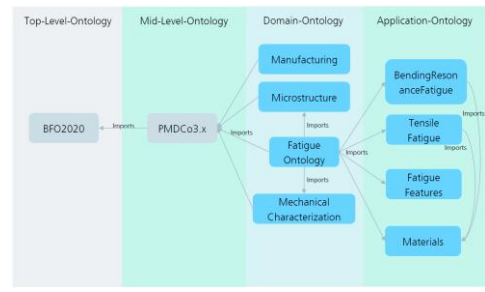 Top-Level-Ontology
Mid-Level-Ontology
Domain-Ontology
Application-Ontology
Manufacturing
BendingReson
anceFatigue
Microstructure
BFO2020
Imports
PMDCo3.x
Imports
Imports
Fatigue
Ontology
Imports
Imports
Tensile
Fatigue
Imports
Imports
Mechanical
Characterization
Fatigue
Features
Materials